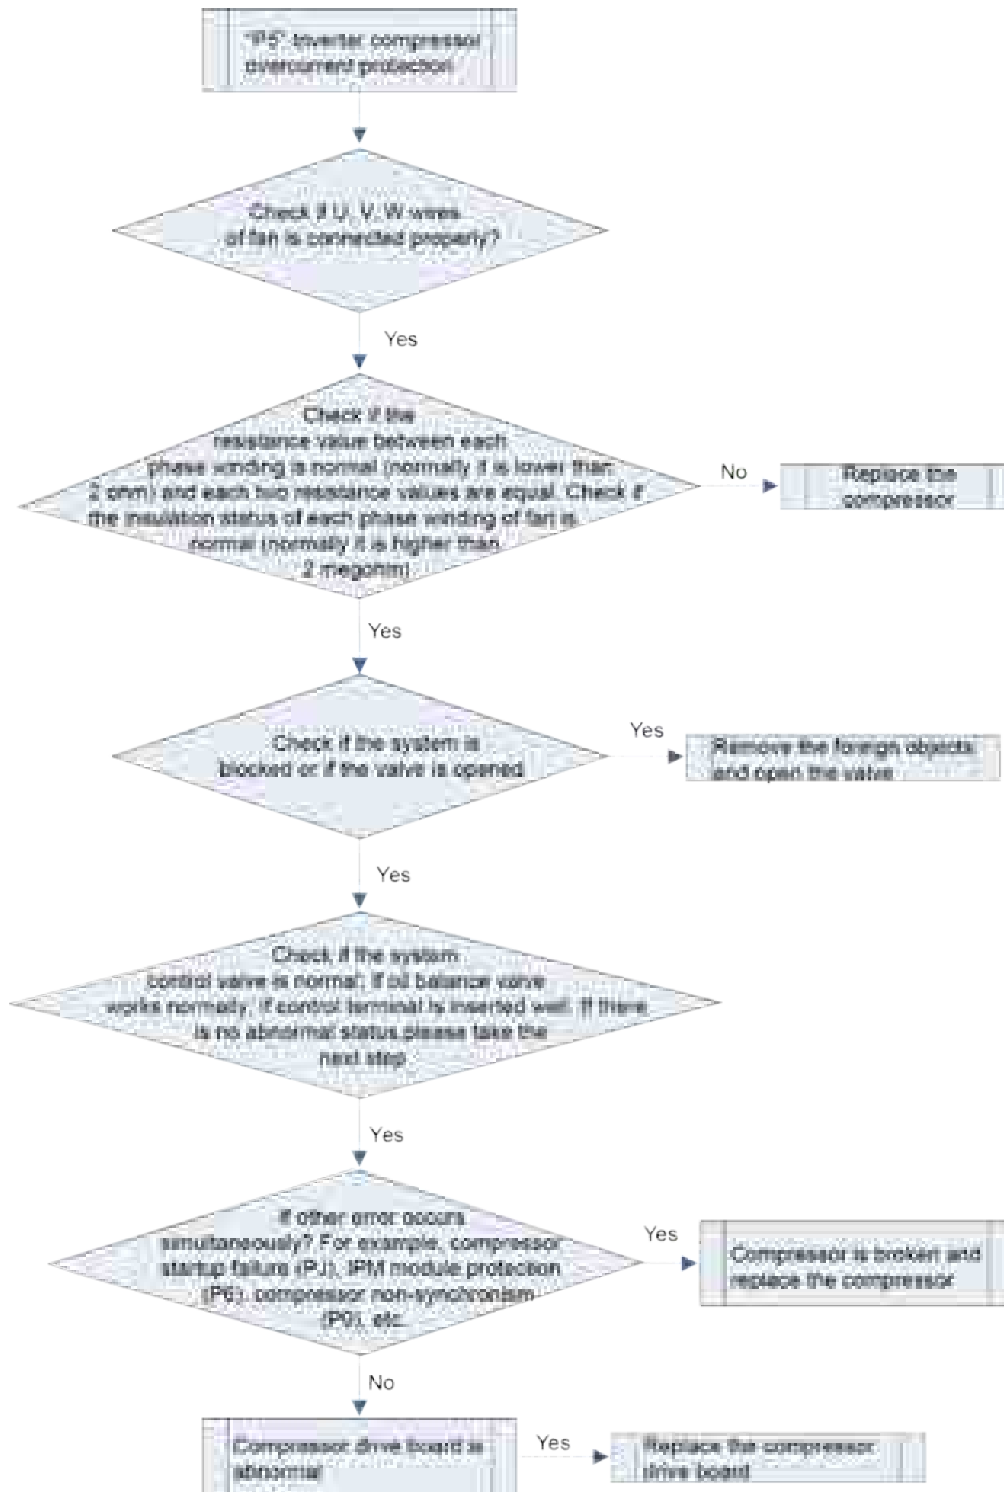 "P5" Inverter compressor
overcurrent protection
Check if U, V, W wires
of fan is connected properly?
Yes
Check if the
resistance value between each
phase winding is normal (normally it is lower than
2 ohm) and each two resistance values are equal. Check if
the insulation status of each phase winding of fan is
normal (normally it is higher than
2 megohm)
No
Replace the
compressor
Yes
Check if the system is
blocked or if the valve is opened
Yes
Remove the foreign objects
and open the valve
Yes
Check if the system
control valve is normal; if oil balance valve
works normally; if control terminal is inserted well. If there
is no abnormal status,please take the
next step
Yes
If other error occurs
simultaneously? For example, compressor
startup failure (PJ), IPM module protection
(P6), compressor non-synchronism
(P9), etc.
Yes
Compressor is broken and
replace the compressor
No
Compressor drive board is
abnormal
Yes
Replace the compressor
drive board